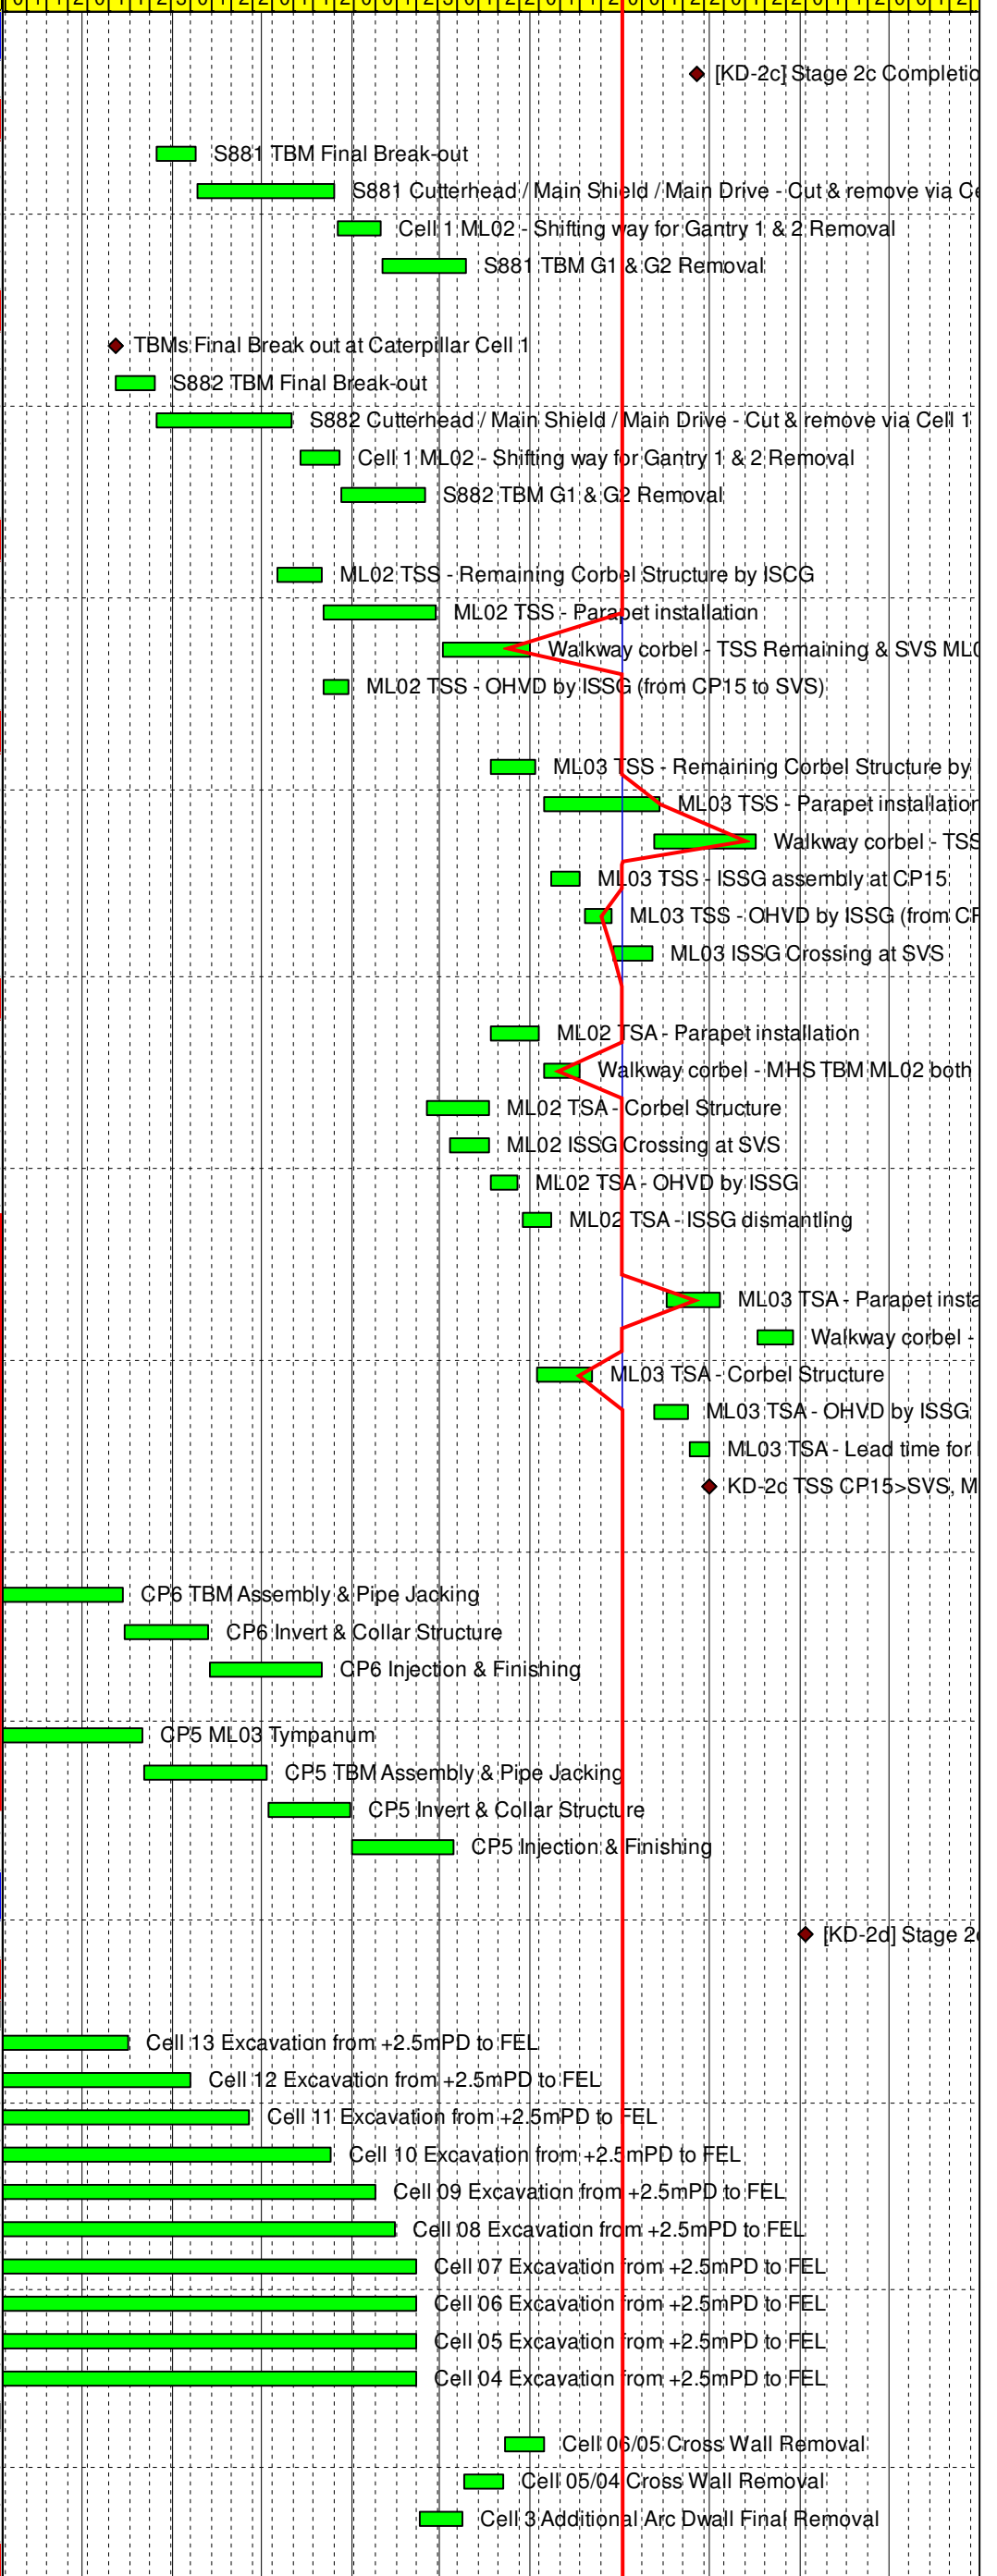 [KD-2c] Stage 2c Completio
S881 TBM Final Break-out
S881 Cutterhead / Main Shield / Main Drive - Cut & remove via Ce
Cell 1 ML02 - Shifting way for Gantry 1 & 2 Removal
S881 TBM G1 & G2 Removal
TBMs Final Break out at Caterpillar Cell 1
S882 TBM Final Break-out
S882 Cutterhead / Main Shield / Main Drive - Cut & remove via Cell 1
Cell 1 ML02 - Shifting way for Gantry 1 & 2 Removal
S882 TBM G1 & G2 Removal
ML02 TSS - Remaining Corbel Structure by ISCG
ML02 TSS - Parapet installation
Walkway corbel - TSS Remaining & SVS ML0
ML02 TSS - OHVD by ISSG (from CP15 to SVS)
ML03 TSS - Remaining Corbel Structure by
ML03 TSS - Parapet installation
Walkway corbel - TSS
ML03 TSS - ISSG assembly at CP15
ML03 TSS - OHVD by ISSG (from CP
ML03 ISSG Crossing at SVS
ML02 TSA - Parapet installation
Walkway corbel - MHS TBM ML02 both
ML02 TSA - Corbel Structure
ML02 ISSG Crossing at SVS
ML02 TSA - OHVD by ISSG
ML02 TSA - ISSG dismantling
ML03 TSA - Parapet insta
Walkway corbel -
ML03 TSA - Corbel Structure
ML03 TSA - OHVD by ISSG
ML03 TSA - Lead time for
KD-2c TSS CP15>SVS, M
CP6 TBM Assembly & Pipe Jacking
CP6 Invert & Collar Structure
CP6 Injection & Finishing
CP5 ML03 Tympanum
CP5 TBM Assembly & Pipe Jacking
CP5 Invert & Collar Structure
CP5 Injection & Finishing
[KD-2d] Stage 2d
Cell 13 Excavation from +2.5mPD to FEL
Cell 12 Excavation from +2.5mPD to FEL
Cell 11 Excavation from +2.5mPD to FEL
Cell 10 Excavation from +2.5mPD to FEL
Cell 09 Excavation from +2.5mPD to FEL
Cell 08 Excavation from +2.5mPD to FEL
Cell 07 Excavation from +2.5mPD to FEL
Cell 06 Excavation from +2.5mPD to FEL
Cell 05 Excavation from +2.5mPD to FEL
Cell 04 Excavation from +2.5mPD to FEL
Cell 06/05 Cross Wall Removal
Cell 05/04 Cross Wall Removal
Cell 3 Additional Arc Dwall Final Removal